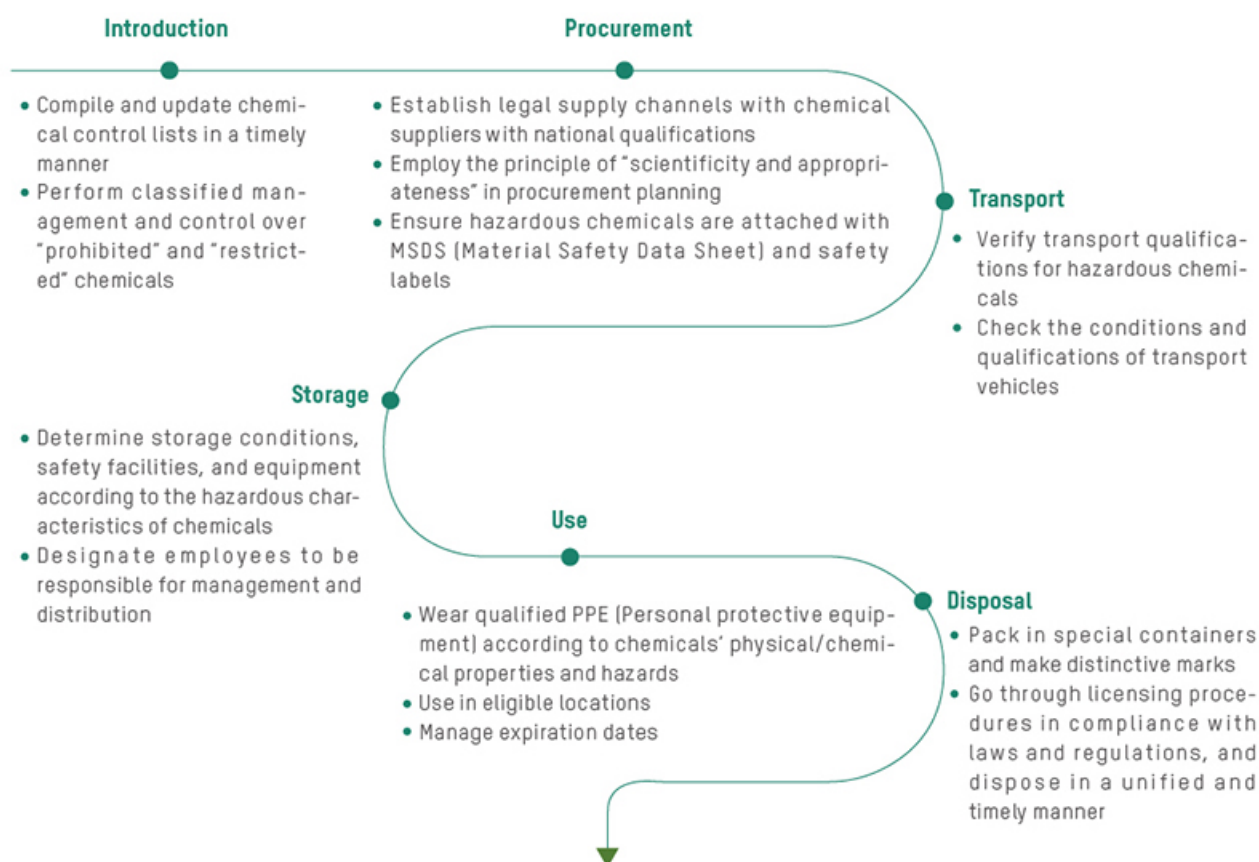 Introduction
• Compile and update chemi-
cal control lists in a timely
manner
• Perform classified man-
agement and control over
“prohibited” and “restrict-
ed” chemicals
Procurement
• Establish legal supply channels with chemical
suppliers with national qualifications
• Employ the principle of “scientificity and appropri-
ateness” in procurement planning
• Ensure hazardous chemicals are attached with
MSDS (Material Safety Data Sheet) and safety
labels
Transport
• Verify transport qualifica-
tions for hazardous chemi-
cals
• Check the conditions and
qualifications of transport
vehicles
Storage
• Determine storage conditions,
safety facilities, and equipment
according to the hazardous char-
acteristics of chemicals
• Designate employees to be
responsible for management and
distribution
Use
• Wear qualified PPE (Personal protective equip-
ment) according to chemicals’ physical/chemi-
cal properties and hazards
• Use in eligible locations
• Manage expiration dates
Disposal
• Pack in special containers
and make distinctive marks
• Go through licensing proce-
dures in compliance with
laws and regulations, and
dispose in a unified and
timely manner